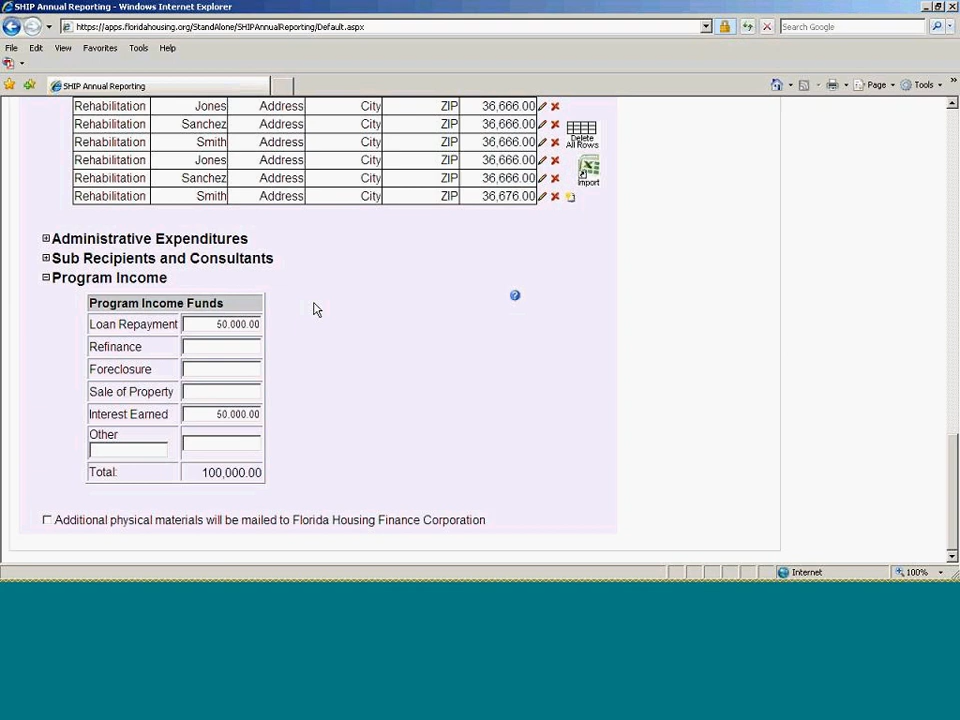 SHIP Annual Reporting - Windows Internet Explorer
https://apps.floridahousing.org/StandAlone/SHIPAnnualReporting/Default.aspx
Search Google
File Edit View Favorites Tools Help
SHIP Annual Reporting
Page Tools
Rehabilitation Jones Address City ZIP 36,666.00
Rehabilitation Sanchez Address City ZIP 36,666.00
Rehabilitation Smith Address City ZIP 36,666.00
Rehabilitation Jones Address City ZIP 36,666.00
Rehabilitation Sanchez Address City ZIP 36,666.00
Rehabilitation Smith Address City ZIP 36,676.00
Delete
All Rows
Import
Administrative Expenditures
Sub Recipients and Consultants
Program Income
Program Income Funds
Loan Repayment 50.000.00
Refinance
Foreclosure
Sale of Property
Interest Earned 50.000.00
Other
Total: 100,000.00
Additional physical materials will be mailed to Florida Housing Finance Corporation
Internet 100%